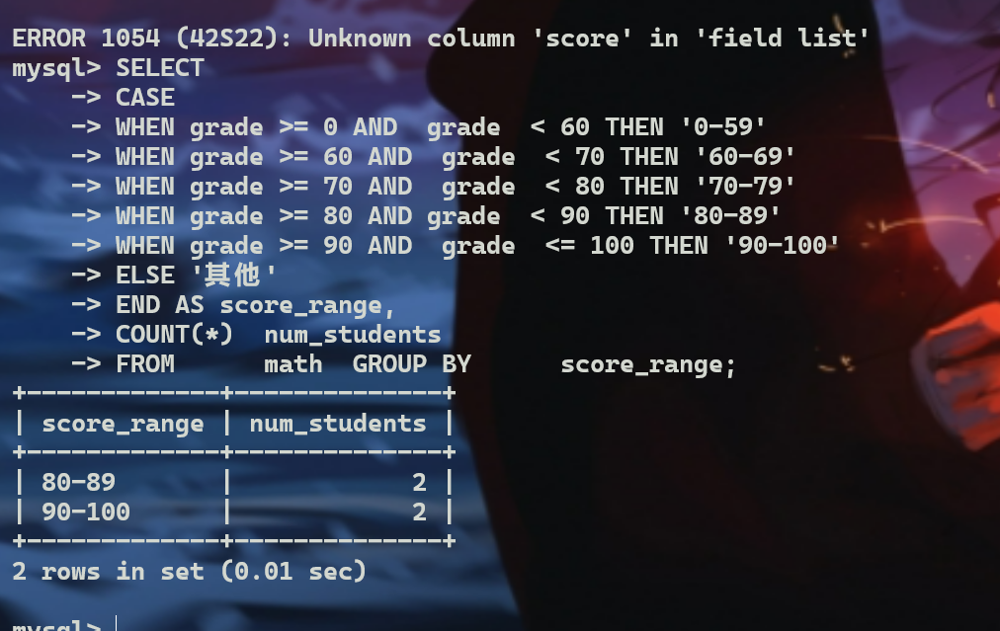 ERROR 1054 (42S22): Unknown column 'score' in 'field list'
mysql> SELECT
    -> CASE
    -> WHEN grade >= 0 AND  grade  < 60 THEN '0-59'
    -> WHEN grade >= 60 AND  grade  < 70 THEN '60-69'
    -> WHEN grade >= 70 AND  grade  < 80 THEN '70-79'
    -> WHEN grade >= 80 AND grade  < 90 THEN '80-89'
    -> WHEN grade >= 90 AND  grade  <= 100 THEN '90-100'
    -> ELSE '其他'
    -> END AS score_range,
    -> COUNT(*)  num_students
    -> FROM      math  GROUP BY      score_range;
+-------------+--------------+
| score_range | num_students |
+-------------+--------------+
| 80-89       |            2 |
| 90-100      |            2 |
+-------------+--------------+
2 rows in set (0.01 sec)
mysql>